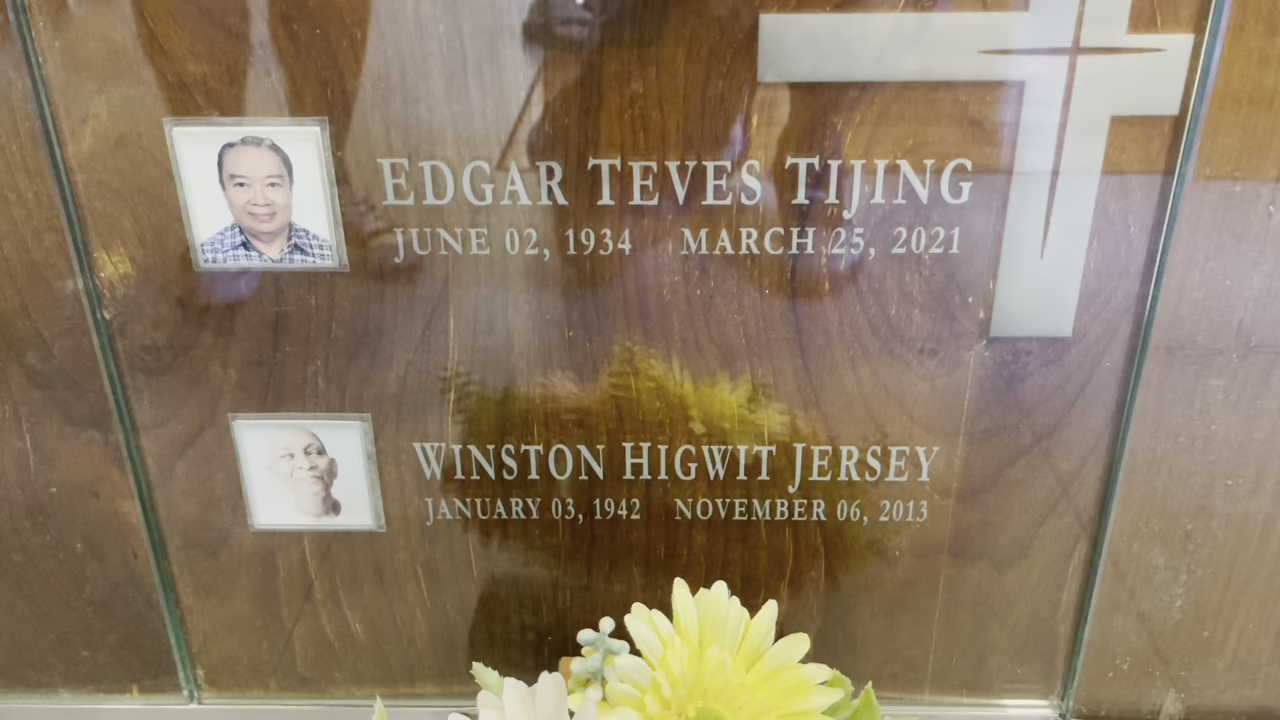 EDGAR TEVES TIJING
JUNE 02, 1934 MARCH 25, 2021
WINSTON HIGWIT JERSEY
JANUARY 03, 1942 NOVEMBER 06, 2013